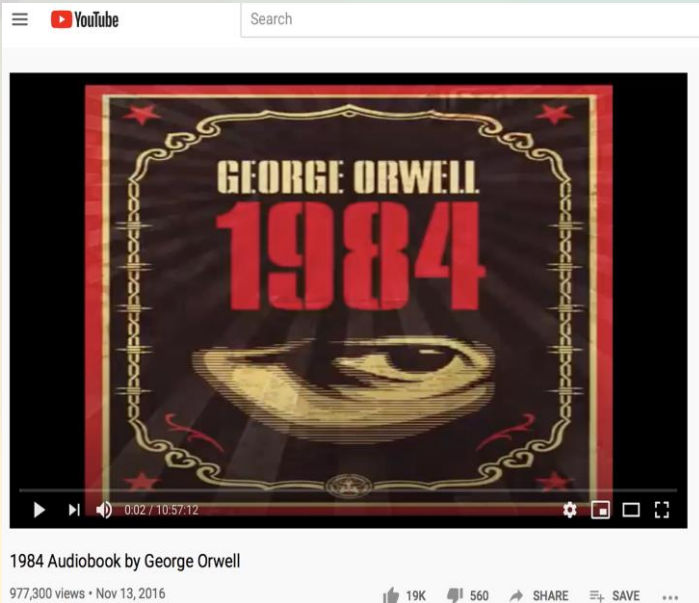 YouTube
Search
GEORGE ORWELL
1984
0:02 / 10:57:12
1984 Audiobook by George Orwell
977,300 views • Nov 13, 2016
19K 560 SHARE SAVE